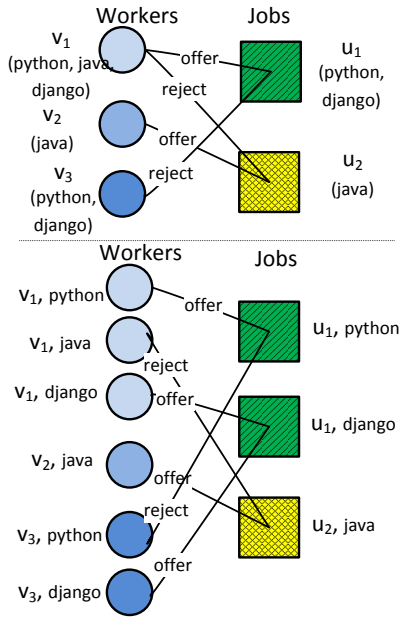 Workers Jobs
v1
(python, java,
django)
offer
u1
(python,
django)
reject
v2
(java)
offer
u2
(java)
v3
(python,
django)
reject
Workers Jobs
v1, python
offer
u1, python
v1, java
reject
v1, django
offer
u1, django
v2, java
offer
reject
u2, java
v3, python
offer
v3, django